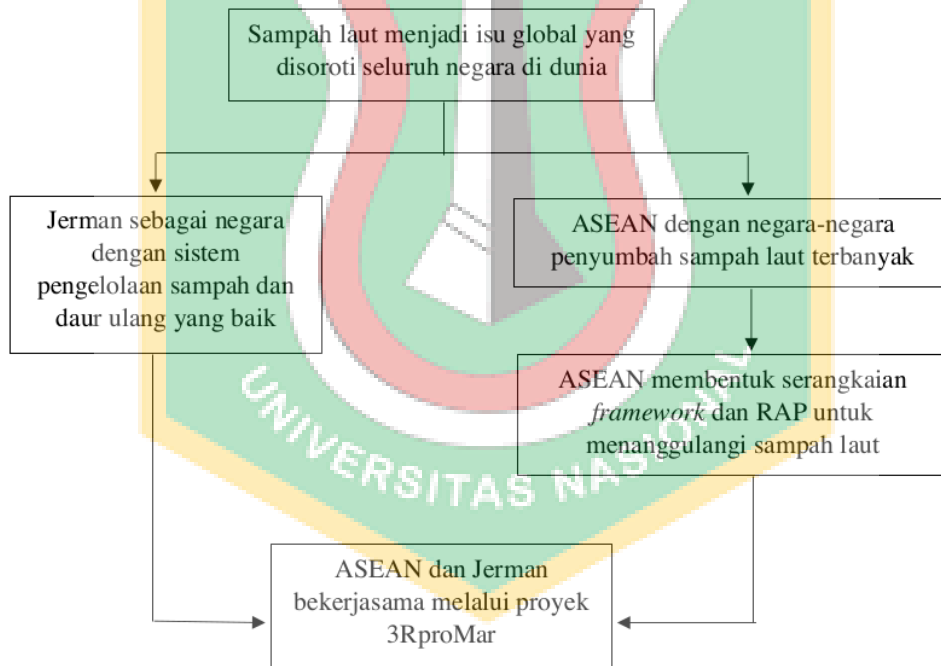 Sampah laut menjadi isu global yang
disoroti seluruh negara di dunia
Jerman sebagai negara
dengan sistem
pengelolaan sampah dan
daur ulang yang baik
ASEAN dengan negara-negara
penyumbah sampah laut terbanyak
ASEAN membentuk serangkaian
framework dan RAP untuk
menanggulangi sampah laut
UNIVERSITAS NASIONAL
ASEAN dan Jerman
bekerjasama melalui proyek
3RproMar